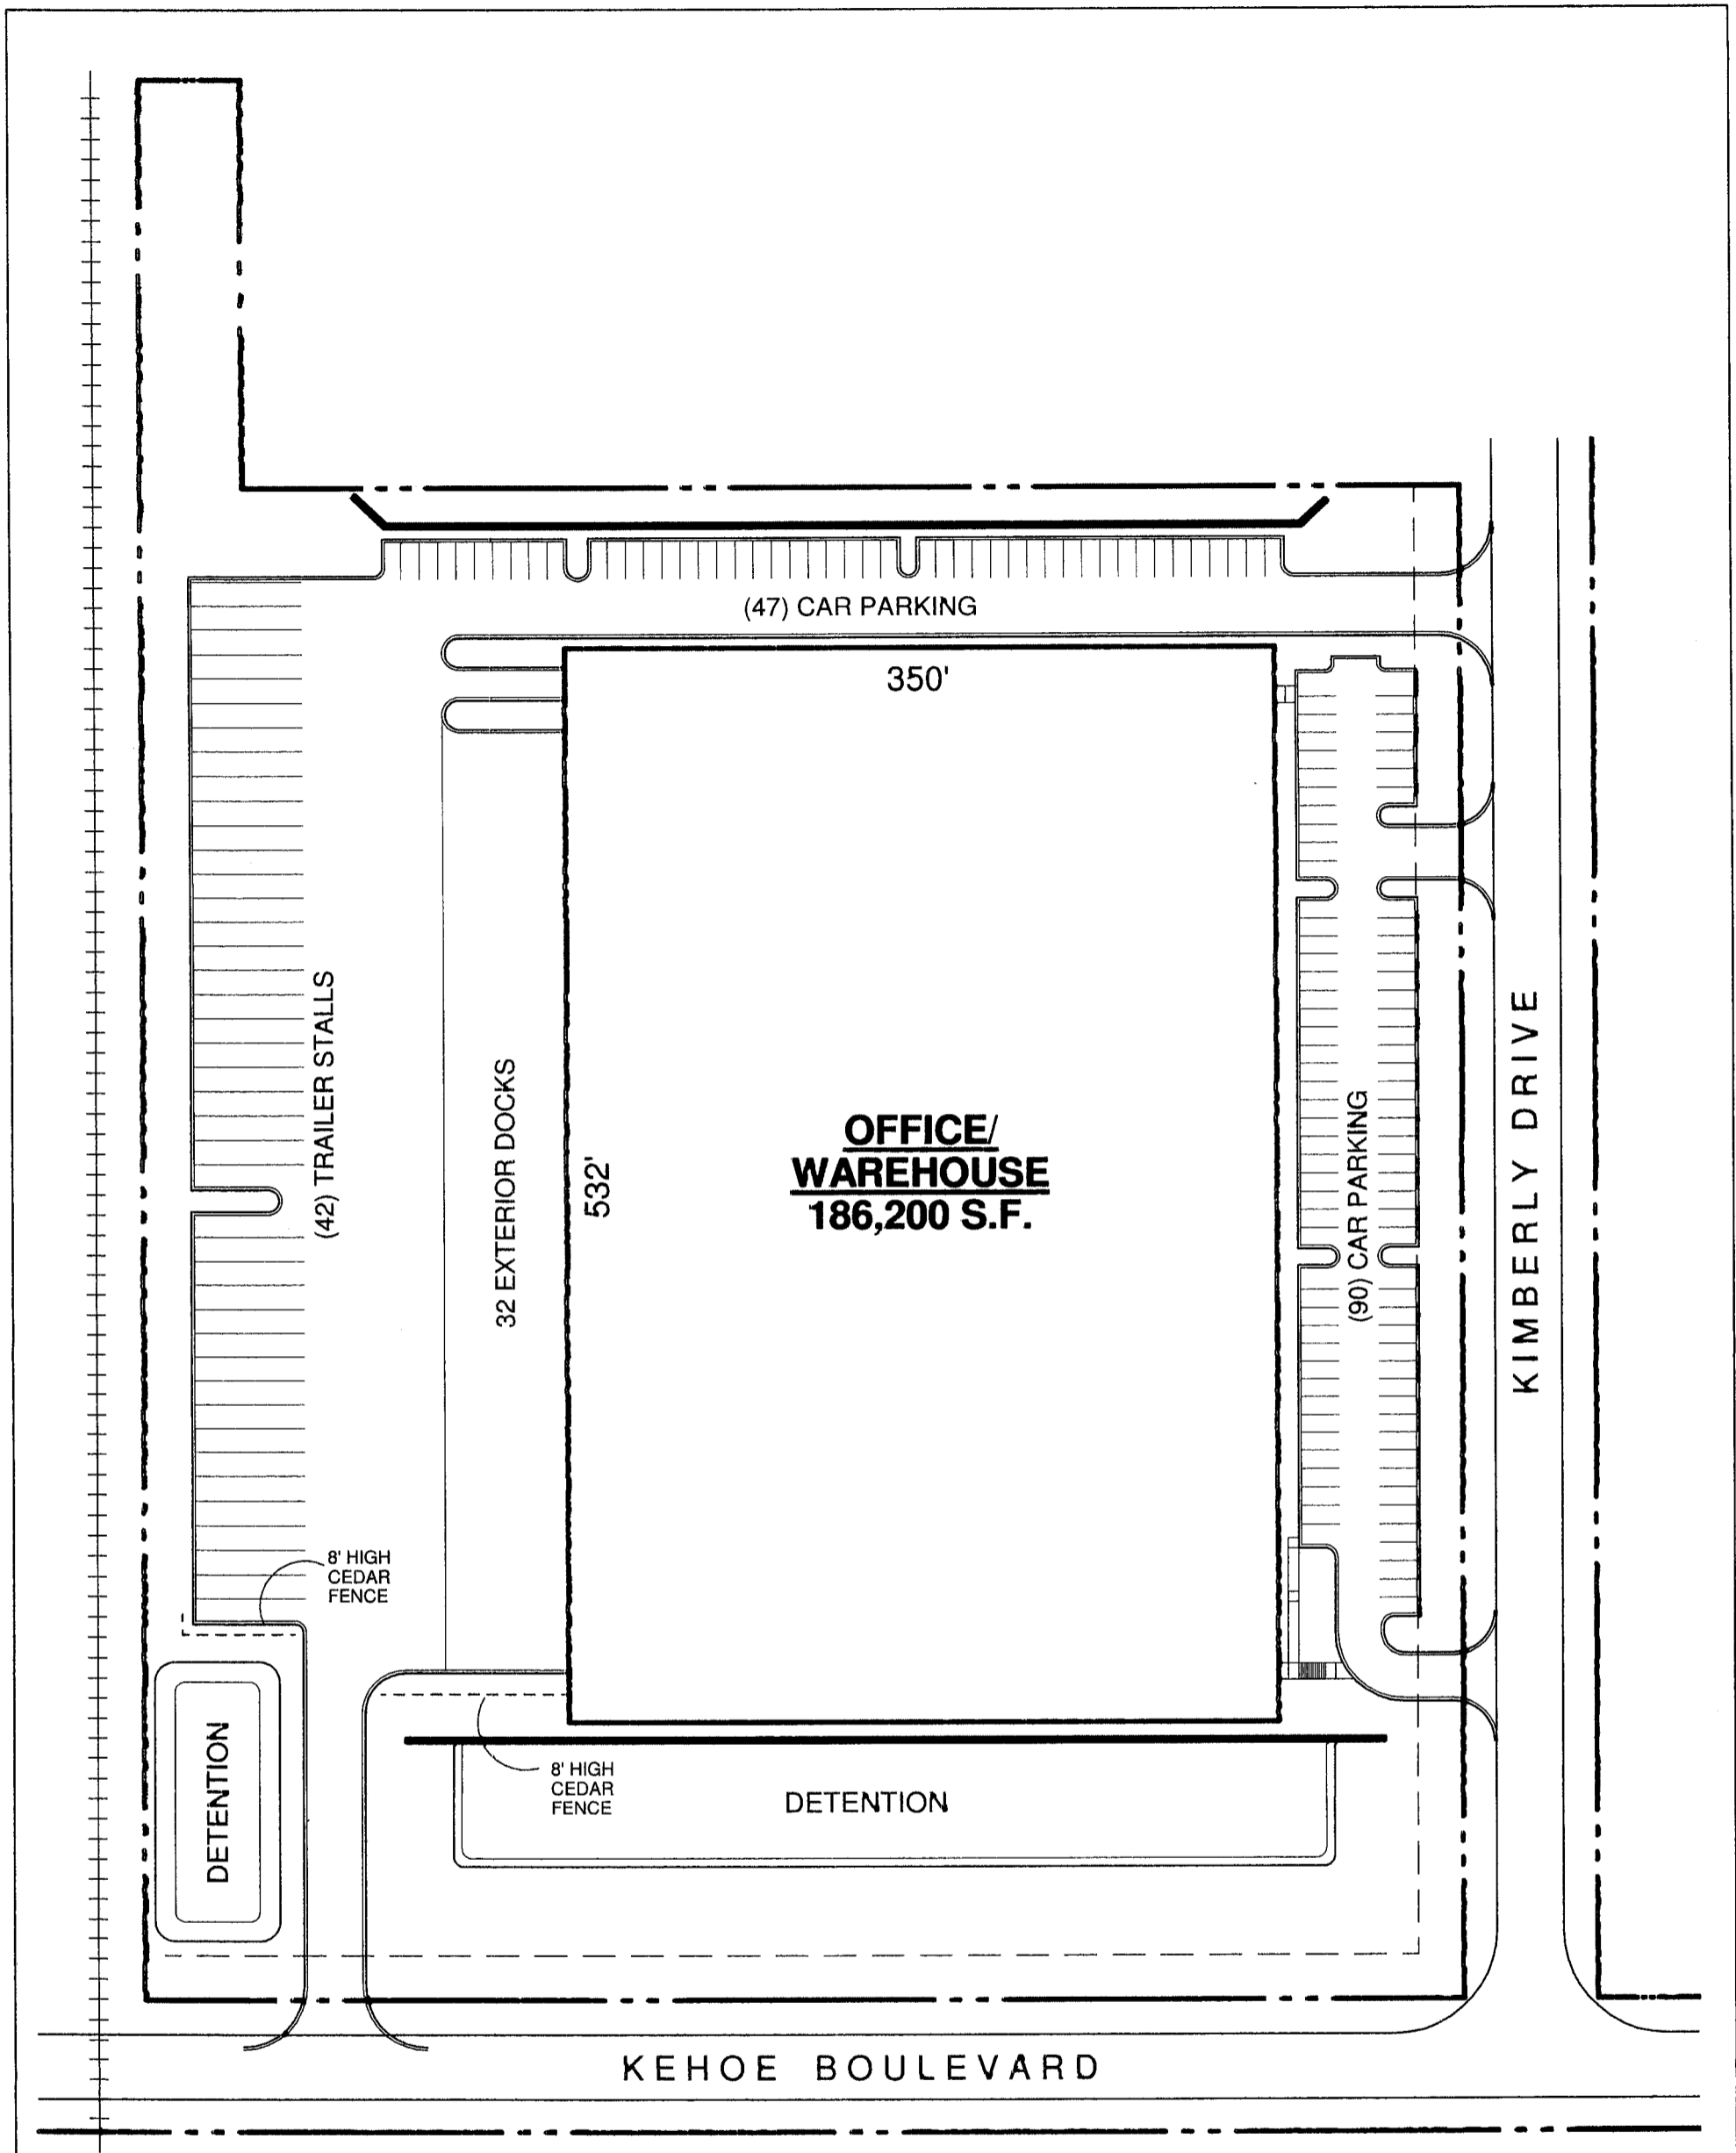 (47) CAR PARKING
350'
(42) TRAILER STALLS
32 EXTERIOR DOCKS
532'
OFFICE/
WAREHOUSE
186,200 S.F.
(90) CAR PARKING
KIMBERLY DRIVE
8' HIGH
CEDAR
FENCE
DETENTION
8' HIGH
CEDAR
FENCE
DETENTION
KEHOE BOULEVARD